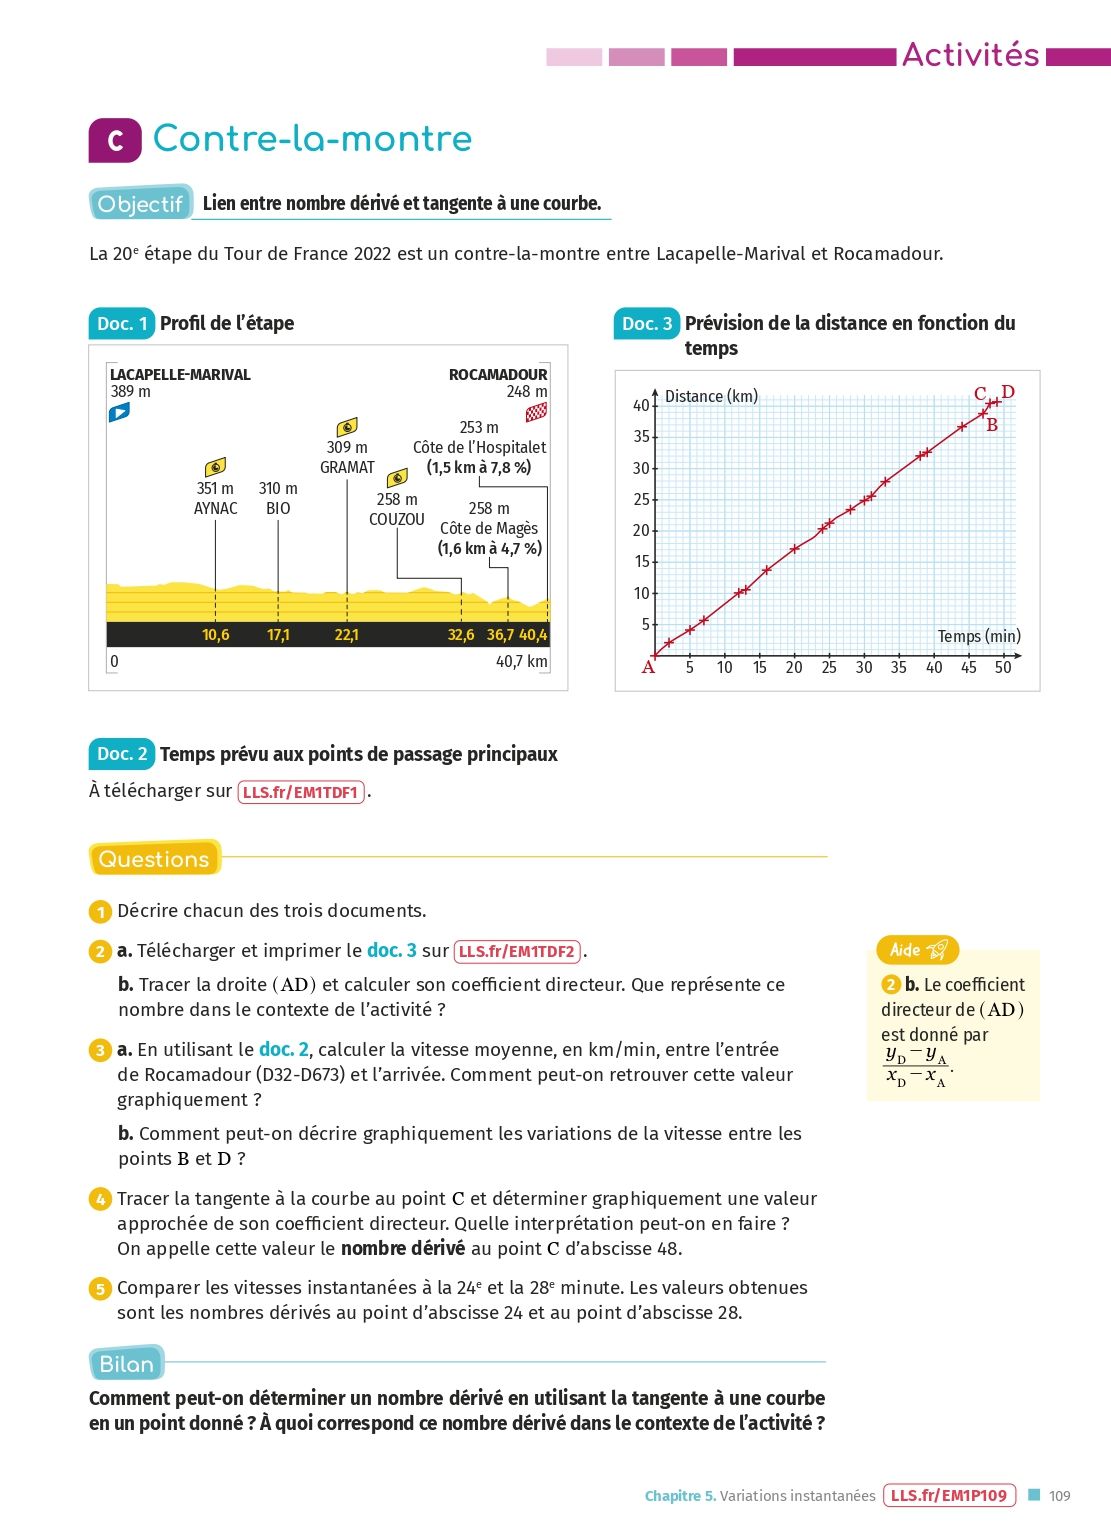 Activités
C Contre-la-montre
Objectif Lien entre nombre dérivé et tangente à une courbe.
La 20e étape du Tour de France 2022 est un contre-la-montre entre Lacapelle-Marival et Rocamadour.
Doc. 1 Profil de l'étape
LACAPELLE-MARIVAL
389 m
ROCAMADOUR
248 m
253 m
Côte de l'Hospitalet
(1,5 km à 7,8 %)
309 m
GRAMAT
351 m
AYNAC
310 m
BIO
258 m
COUZOU
258 m
Côte de Magès
(1,6 km à 4,7 %)
10,6 17,1 22,1 32,6 36,7 40,4
0 40,7 km
Doc. 3 Prévision de la distance en fonction du
temps
Distance (km)
C D
B
40
35
30
25
20
15
10
5
Temps (min)
A
5 10 15 20 25 30 35 40 45 50
Doc. 2 Temps prévu aux points de passage principaux
À télécharger sur LLS.fr/EM1TDF1.
Questions
1 Décrire chacun des trois documents.
2 a. Télécharger et imprimer le doc. 3 sur LLS.fr/EM1TDF2.
b. Tracer la droite (AD) et calculer son coefficient directeur. Que représente ce
nombre dans le contexte de l'activité ?
3 a. En utilisant le doc. 2, calculer la vitesse moyenne, en km/min, entre l'entrée
de Rocamadour (D32-D673) et l'arrivée. Comment peut-on retrouver cette valeur
graphiquement ?
b. Comment peut-on décrire graphiquement les variations de la vitesse entre les
points B et D ?
4 Tracer la tangente à la courbe au point C et déterminer graphiquement une valeur
approchée de son coefficient directeur. Quelle interprétation peut-on en faire ?
On appelle cette valeur le nombre dérivé au point C d'abscisse 48.
5 Comparer les vitesses instantanées à la 24e et la 28e minute. Les valeurs obtenues
sont les nombres dérivés au point d'abscisse 24 et au point d'abscisse 28.
Aide
2 b. Le coefficient
directeur de (AD)
est donné par
yD − yA
xD − xA.
Bilan
Comment peut-on déterminer un nombre dérivé en utilisant la tangente à une courbe
en un point donné ? À quoi correspond ce nombre dérivé dans le contexte de l'activité ?
Chapitre 5. Variations instantanées LLS.fr/EM1P109 109